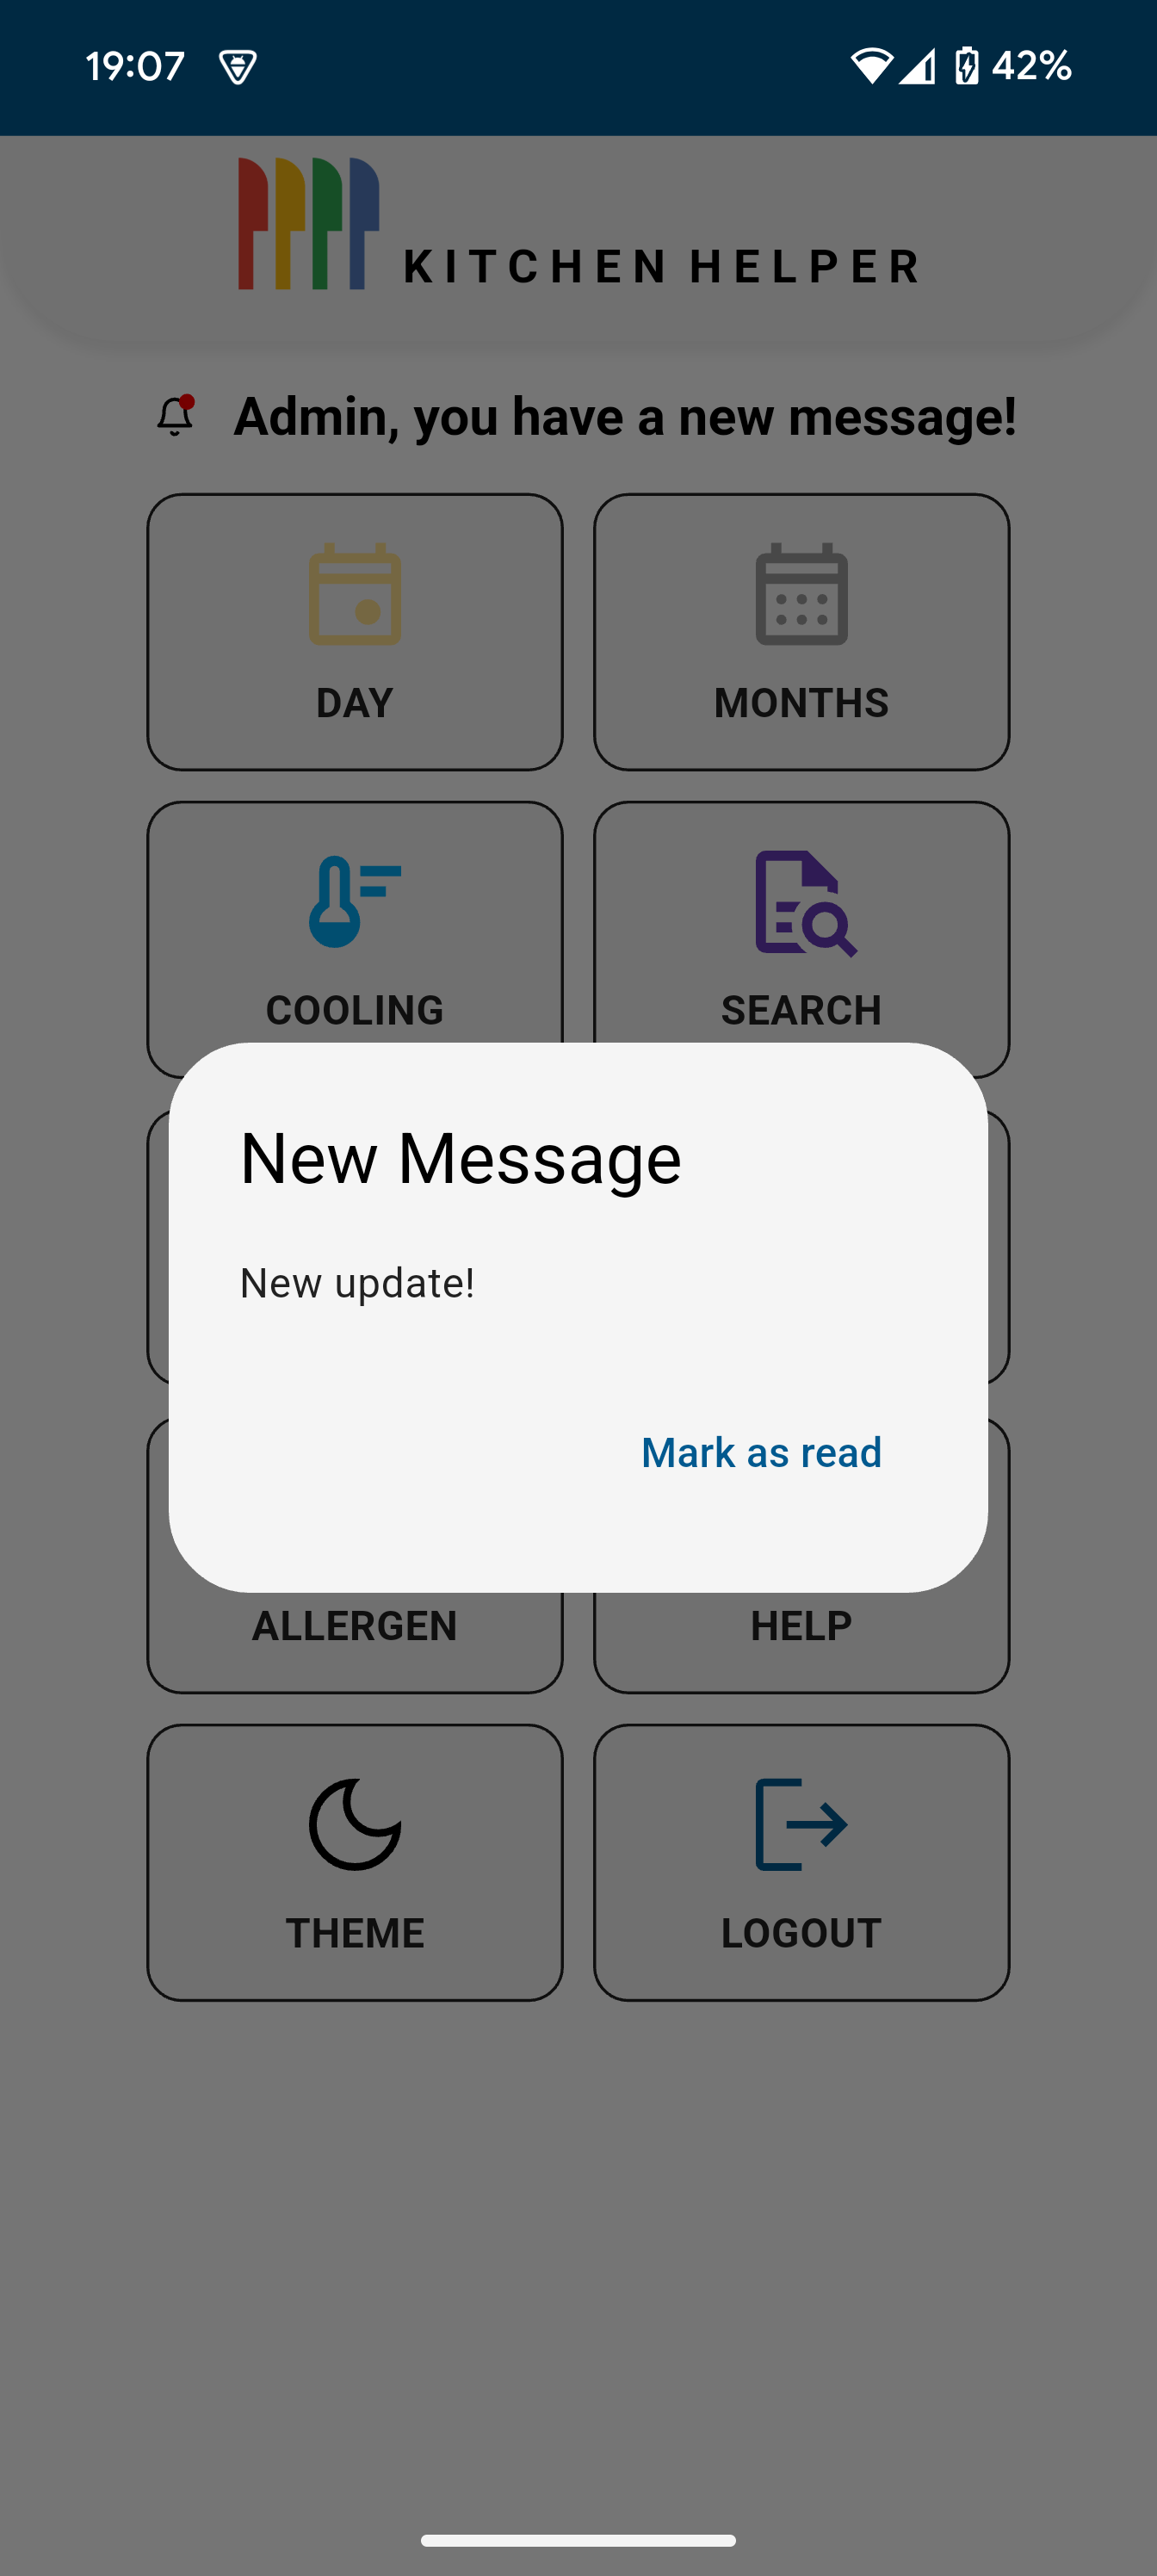 19:07 42%
KITCHEN HELPER
Admin, you have a new message!
DAY MONTHS
COOLING SEARCH
New Message
New update!
Mark as read
ALLERGEN HELP
THEME LOGOUT